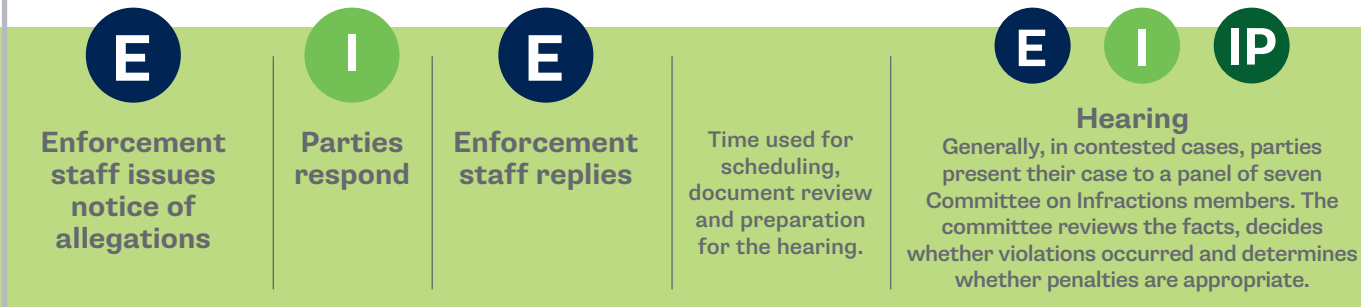 E
Enforcement
staff issues
notice of
allegations
I
Parties
respond
E
Enforcement
staff replies
Time used for
scheduling,
document review
and preparation
for the hearing.
E I IP
Hearing
Generally, in contested cases, parties
present their case to a panel of seven
Committee on Infractions members. The
committee reviews the facts, decides
whether violations occurred and determines
whether penalties are appropriate.